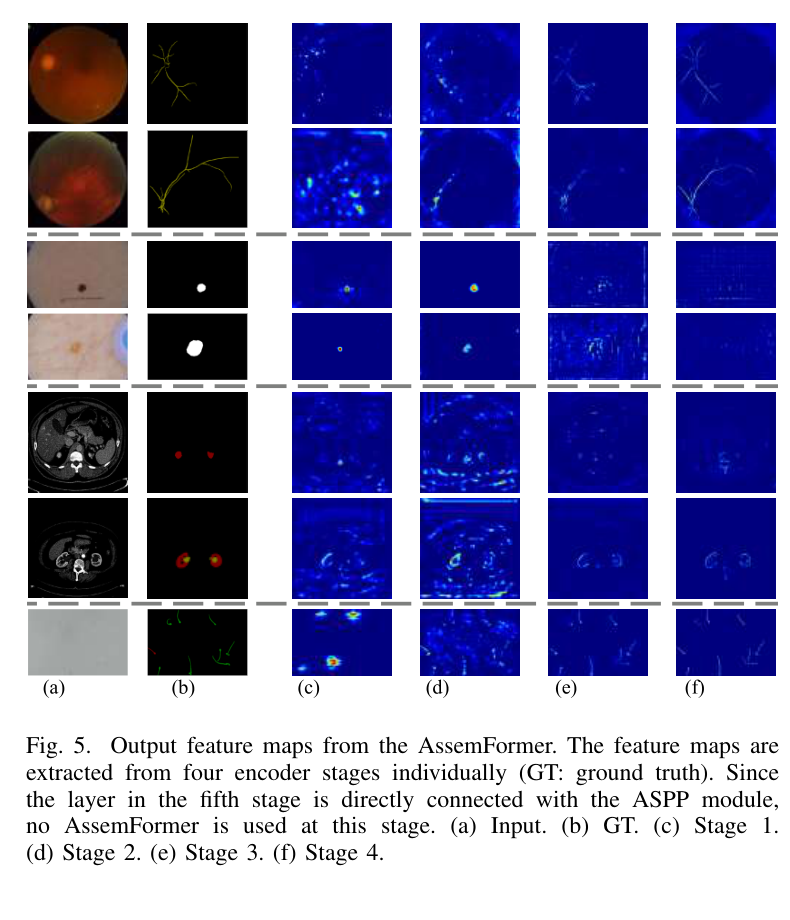 (a) (b) (c) (d) (e) (f)
Fig. 5. Output feature maps from the AssemFormer. The feature maps are
extracted from four encoder stages individually (GT: ground truth). Since
the layer in the fifth stage is directly connected with the ASPP module,
no AssemFormer is used at this stage. (a) Input. (b) GT. (c) Stage 1.
(d) Stage 2. (e) Stage 3. (f) Stage 4.